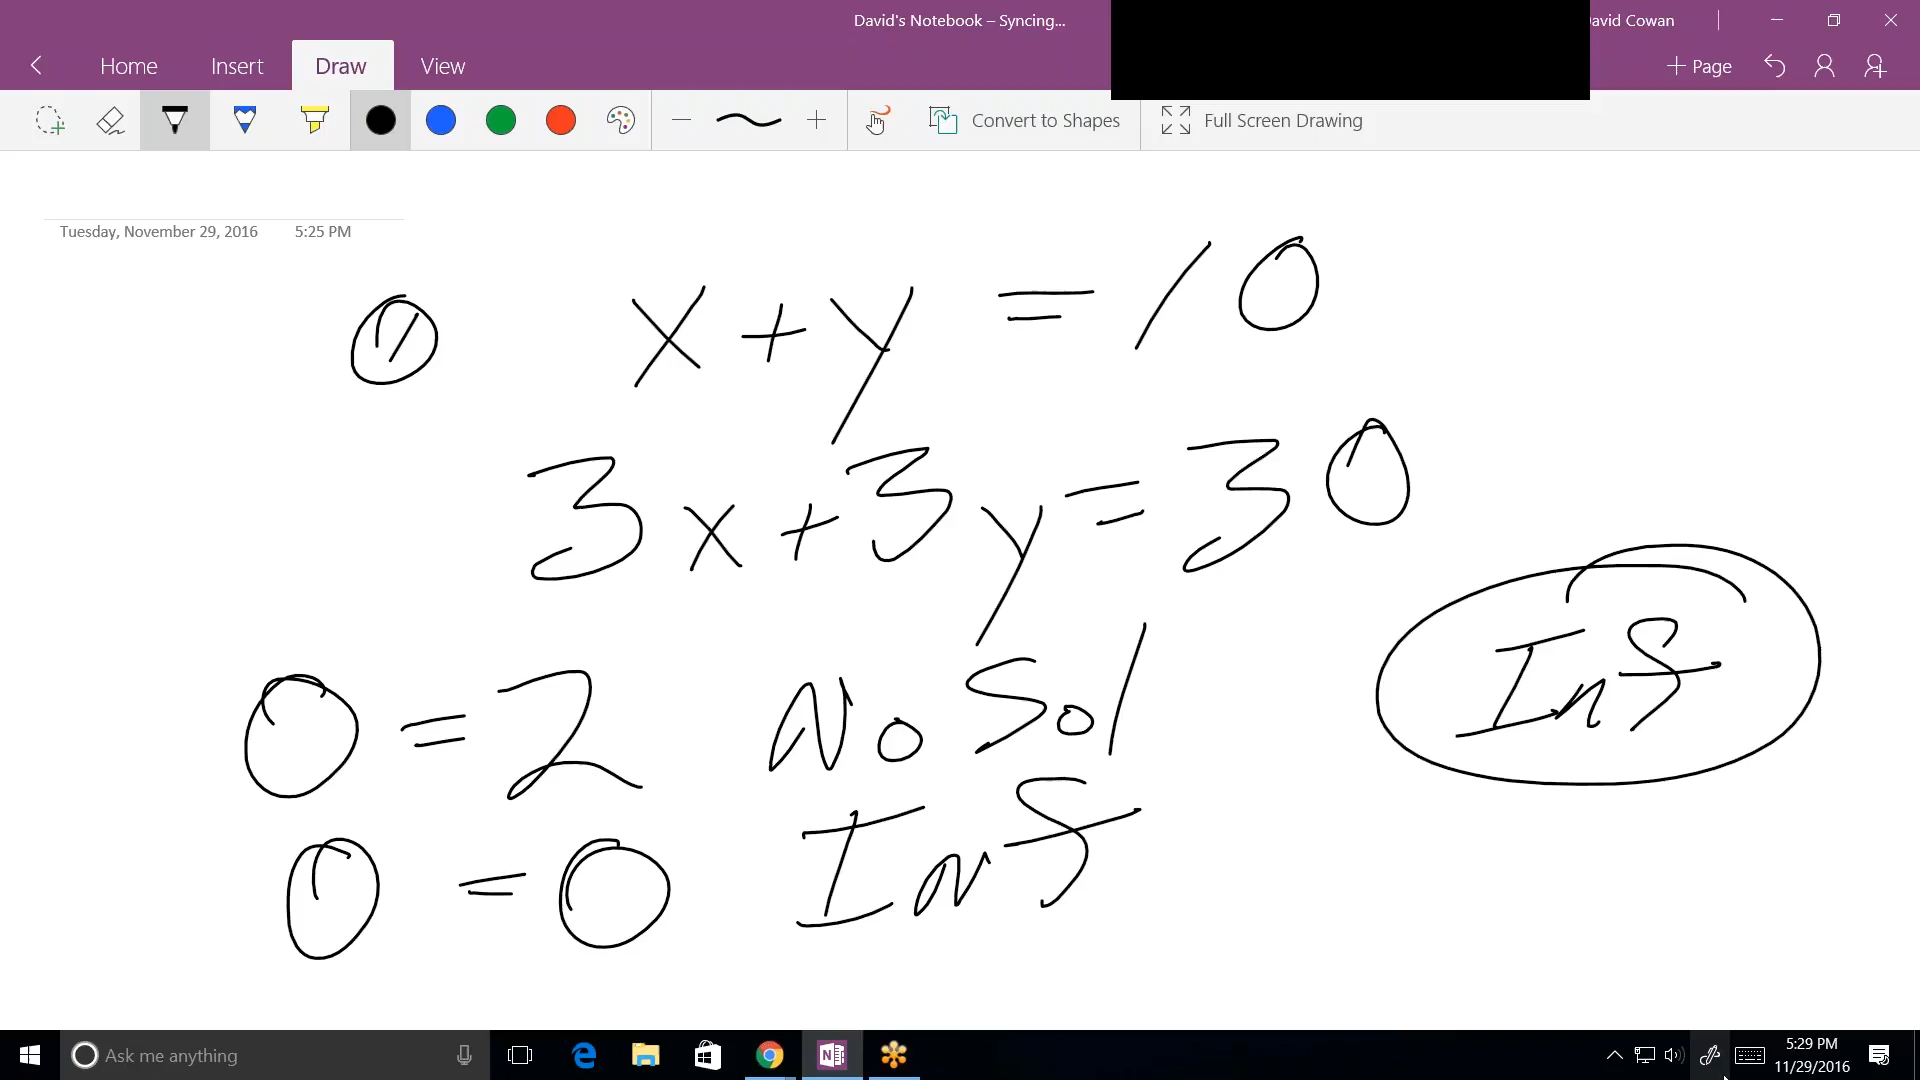 David's Notebook – Syncing...
avid Cowan
Home Insert Draw View
Page
Convert to Shapes Full Screen Drawing
Tuesday, November 29, 2016 5:25 PM
① x + y = 10
3x + 3y = 30
0 = 2 No Sol
Inf
0 = 0 Inf
Ask me anything
5:29 PM
11/29/2016